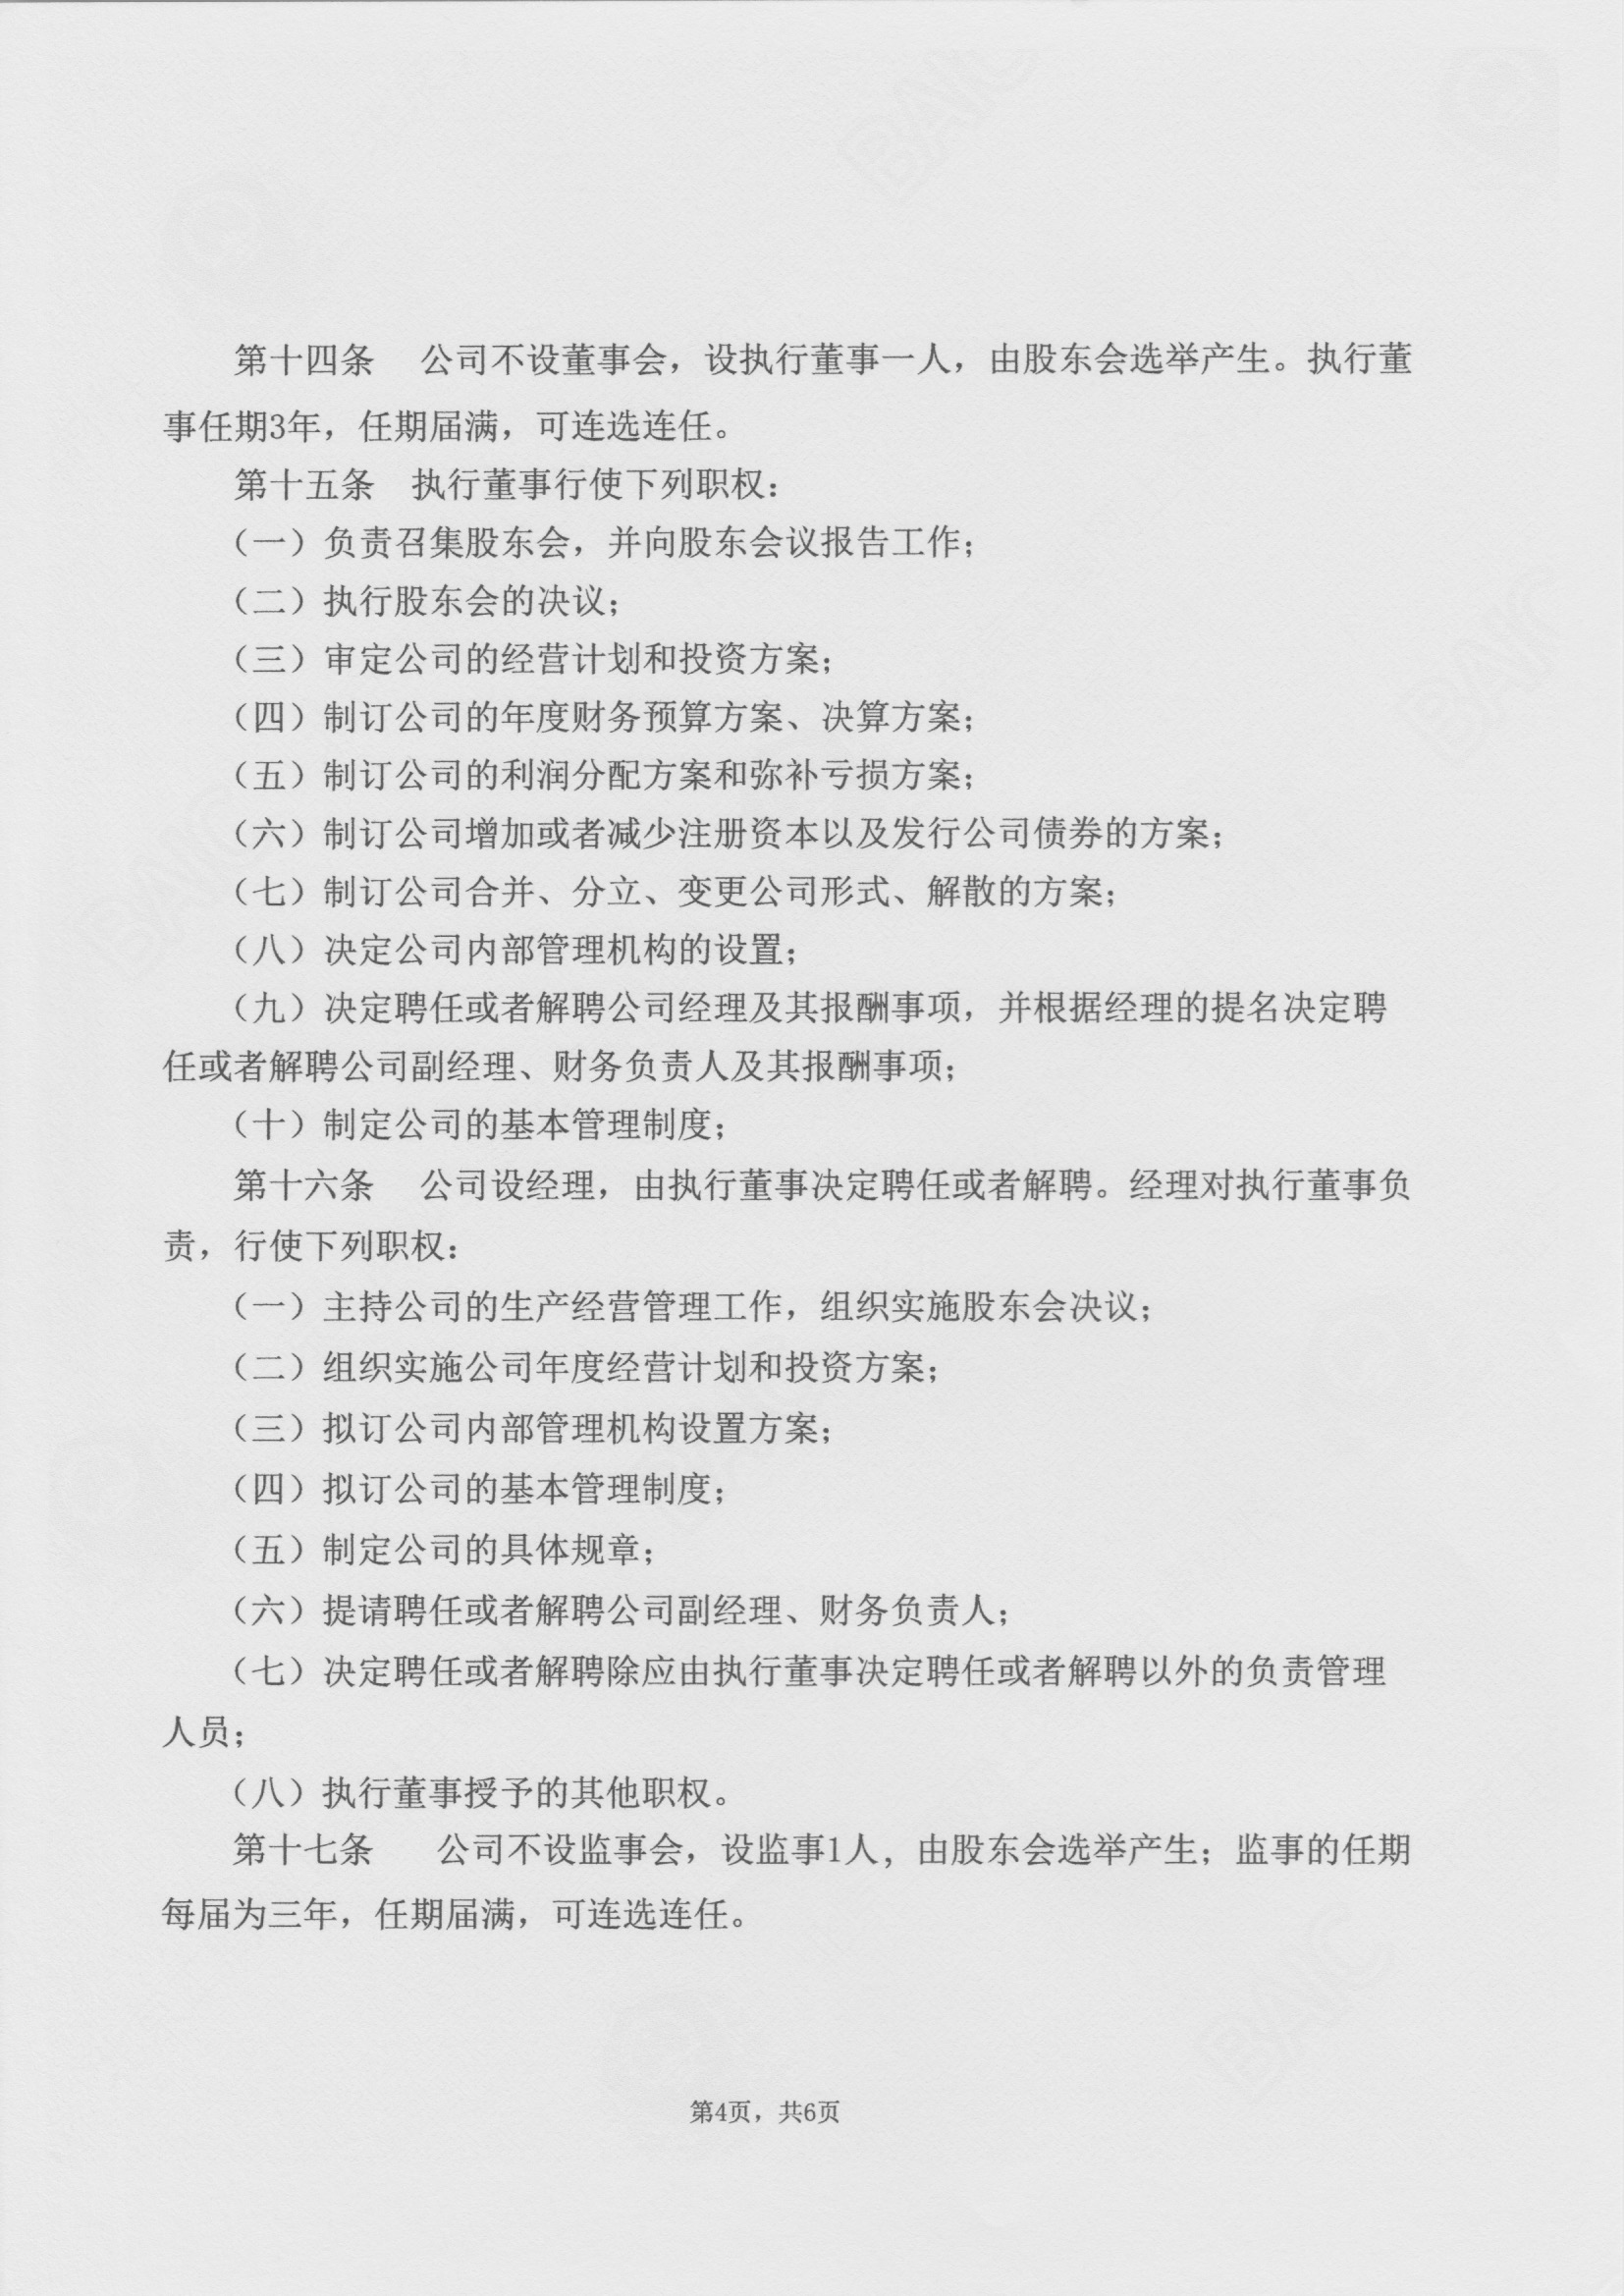 第十四条 公司不设董事会，设执行董事一人，由股东会选举产生。执行董
事任期3年，任期届满，可连选连任。
第十五条 执行董事行使下列职权：
（一）负责召集股东会，并向股东会议报告工作；
（二）执行股东会的决议；
（三）审定公司的经营计划和投资方案；
（四）制订公司的年度财务预算方案、决算方案；
（五）制订公司的利润分配方案和弥补亏损方案；
（六）制订公司增加或者减少注册资本以及发行公司债券的方案；
（七）制订公司合并、分立、变更公司形式、解散的方案；
（八）决定公司内部管理机构的设置；
（九）决定聘任或者解聘公司经理及其报酬事项，并根据经理的提名决定聘
任或者解聘公司副经理、财务负责人及其报酬事项；
（十）制定公司的基本管理制度；
第十六条 公司设经理，由执行董事决定聘任或者解聘。经理对执行董事负
责，行使下列职权：
（一）主持公司的生产经营管理工作，组织实施股东会决议；
（二）组织实施公司年度经营计划和投资方案；
（三）拟订公司内部管理机构设置方案；
（四）拟订公司的基本管理制度；
（五）制定公司的具体规章；
（六）提请聘任或者解聘公司副经理、财务负责人；
（七）决定聘任或者解聘除应由执行董事决定聘任或者解聘以外的负责管理
人员；
（八）执行董事授予的其他职权。
第十七条 公司不设监事会，设监事1人，由股东会选举产生；监事的任期
每届为三年，任期届满，可连选连任。
第4页，共6页